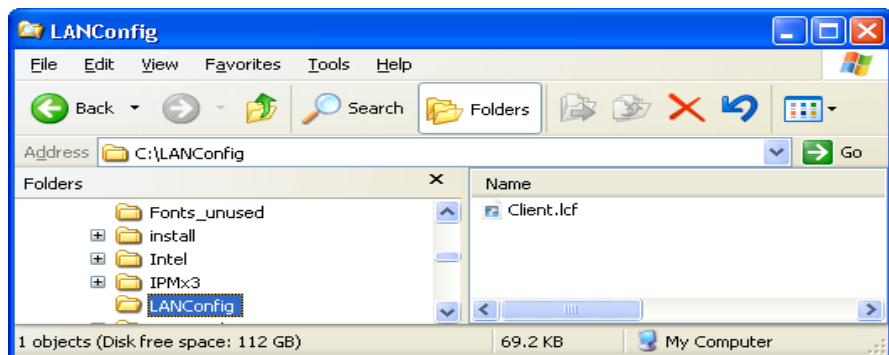 LANConfig
File Edit View Favorites Tools Help
Back Search Folders
Address C:\LANConfig Go
Folders
Name
Fonts_unused
install
Intel
IPMx3
LANConfig
Client.lcf
1 objects (Disk free space: 112 GB) 69.2 KB My Computer